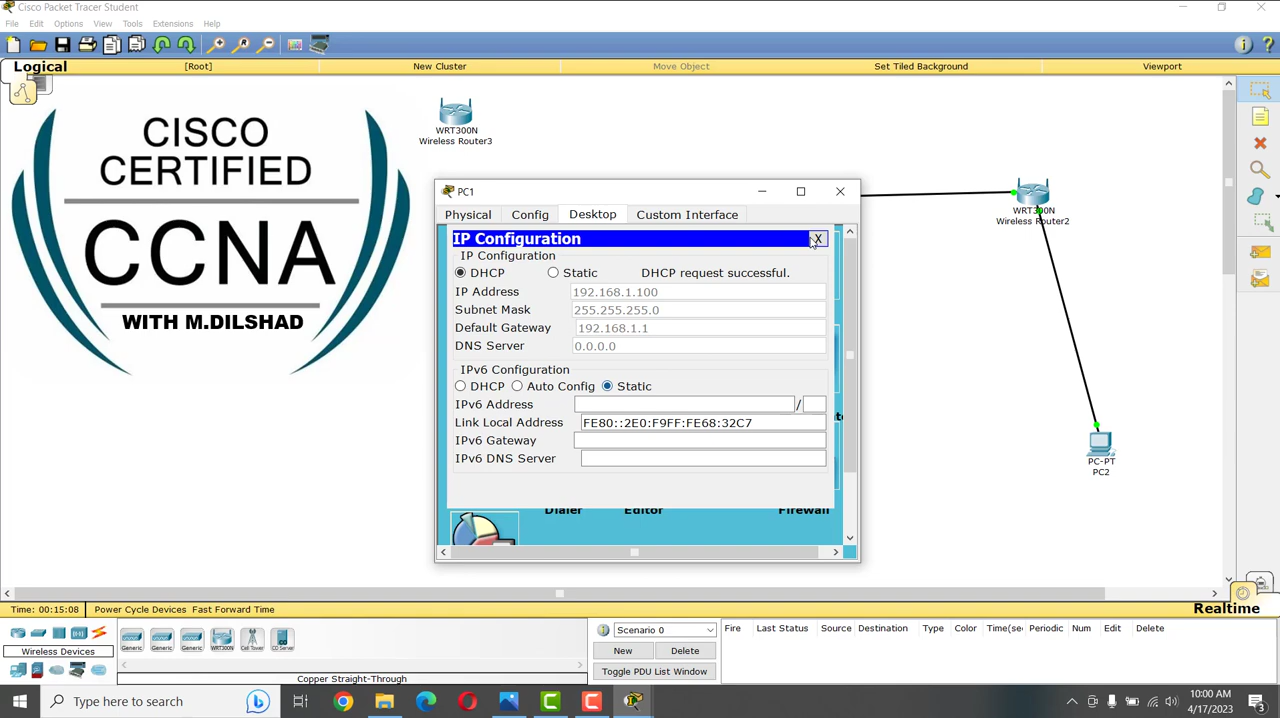 Cisco Packet Tracer Student
File Edit Options View Tools Extensions Help
Logical [Root] New Cluster Move Object Set Tiled Background Viewport
CISCO
CERTIFIED
CCNA
WITH M.DILSHAD
WRT300N
Wireless Router3
WRT300N
Wireless Router2
PC-PT
PC2
PC1
Physical Config Desktop Custom Interface
IP Configuration X
IP Configuration
DHCP Static DHCP request successful.
IP Address 192.168.1.100
Subnet Mask 255.255.255.0
Default Gateway 192.168.1.1
DNS Server 0.0.0.0
IPv6 Configuration
DHCP Auto Config Static
IPv6 Address /
Link Local Address FE80::2E0:F9FF:FE68:32C7
IPv6 Gateway
IPv6 DNS Server
Dialer Editor Firewall
Time: 00:15:08 Power Cycle Devices Fast Forward Time Realtime
Generic Generic Generic WRT300N Cell Tower CO Server
Wireless Devices
Copper Straight-Through
Scenario 0
New Delete
Toggle PDU List Window
Fire Last Status Source Destination Type Color Time(sec Periodic Num Edit Delete
Type here to search
10:00 AM
4/17/2023
3